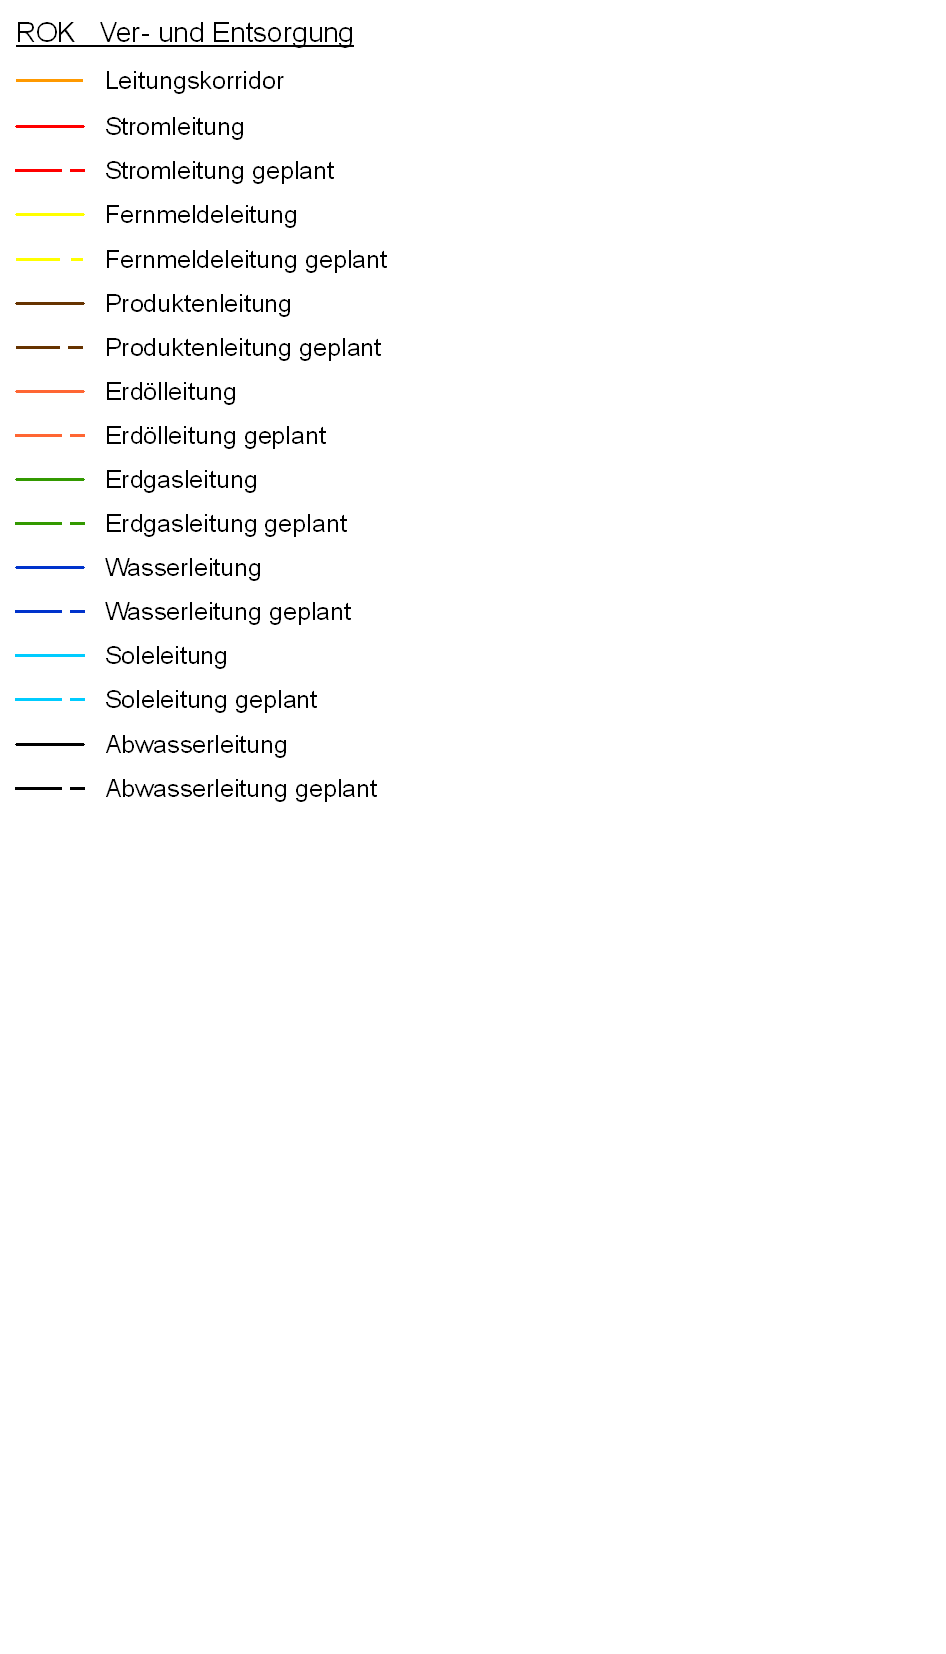 ROK Ver- und Entsorgung
Leitungskorridor
Stromleitung
Stromleitung geplant
Fernmeldeleitung
Fernmeldeleitung geplant
Produktenleitung
Produktenleitung geplant
Erdölleitung
Erdölleitung geplant
Erdgasleitung
Erdgasleitung geplant
Wasserleitung
Wasserleitung geplant
Soleleitung
Soleleitung geplant
Abwasserleitung
Abwasserleitung geplant